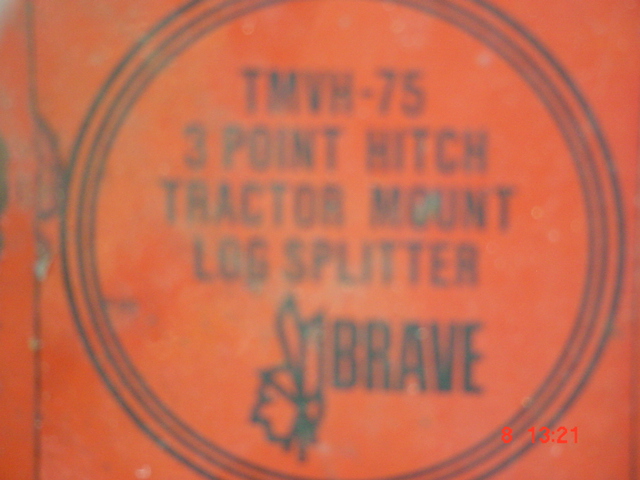 TMVH-75
3 POINT HITCH
TRACTOR MOUNT
LOG SPLITTER
BRAVE
8 13:21